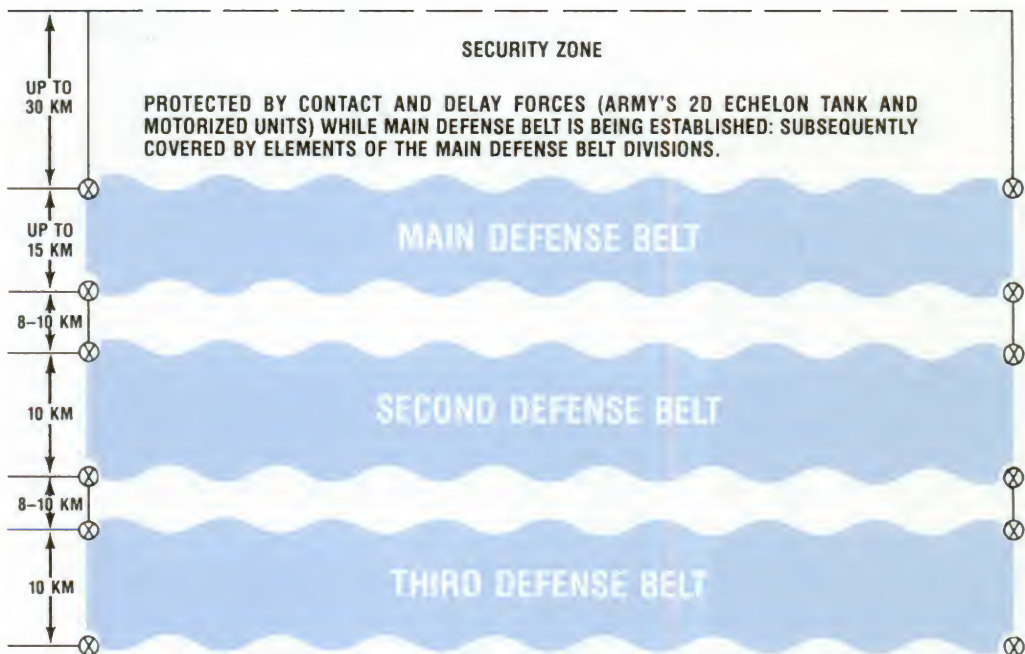 SECURITY ZONE
UP TO
30 KM
PROTECTED BY CONTACT AND DELAY FORCES (ARMY'S 2D ECHELON TANK AND
MOTORIZED UNITS) WHILE MAIN DEFENSE BELT IS BEING ESTABLISHED: SUBSEQUENTLY
COVERED BY ELEMENTS OF THE MAIN DEFENSE BELT DIVISIONS.
UP TO
15 KM
MAIN DEFENSE BELT
8–10 KM
10 KM
SECOND DEFENSE BELT
8–10 KM
10 KM
THIRD DEFENSE BELT